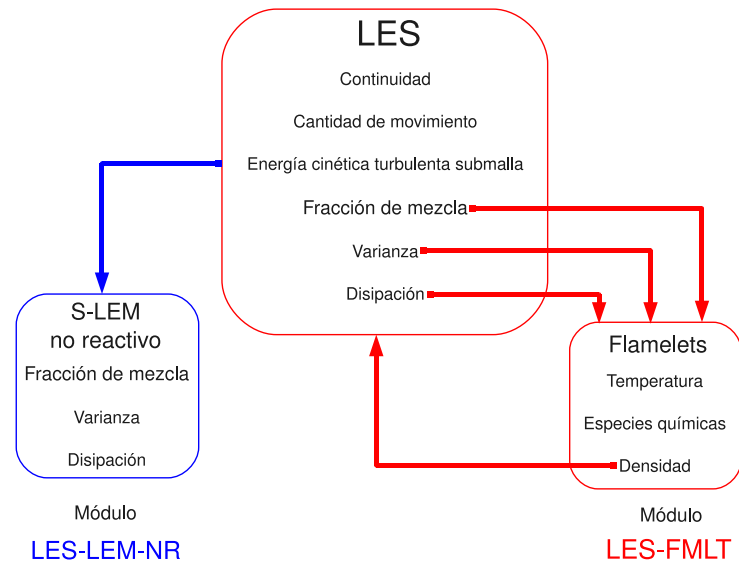 LES
Continuidad
Cantidad de movimiento
Energía cinética turbulenta submalla
Fracción de mezcla
Varianza
Disipación
S-LEM
no reactivo
Fracción de mezcla
Varianza
Disipación
Módulo
LES-LEM-NR
Flamelets
Temperatura
Especies químicas
Densidad
Módulo
LES-FMLT